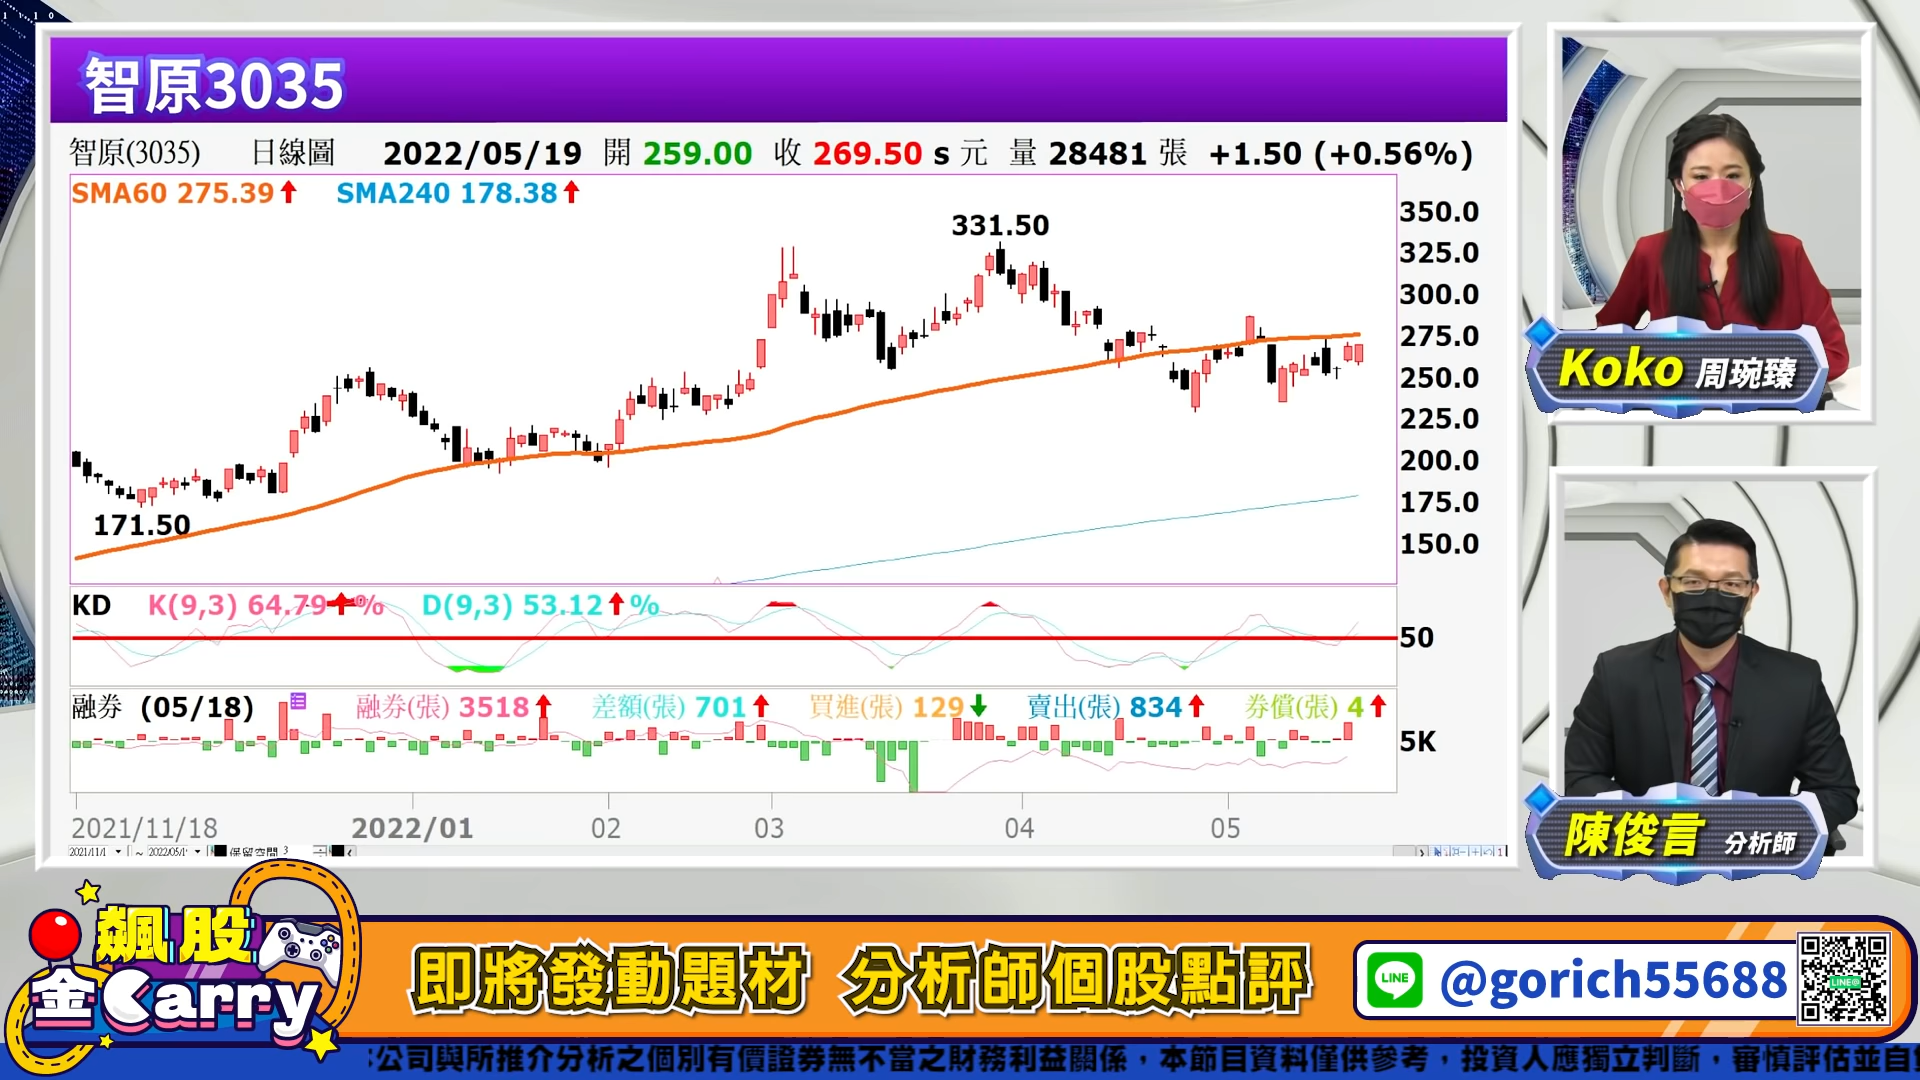 智原3035
智原(3035) 日線圖 2022/05/19 開 259.00 收 269.50 s 元 量 28481 張 +1.50 (+0.56%)
SMA60 275.39 SMA240 178.38
350.0
331.50
325.0
300.0
275.0
250.0
225.0
200.0
175.0
171.50
150.0
KD K(9,3) 64.79 % D(9,3) 53.12 %
50
融券 (05/18) 融券(張) 3518 差額(張) 701 買進(張) 129 賣出(張) 834 券償(張) 4
5K
2021/11/18 2022/01 02 03 04 05
保留空間 3
Koko 周琬臻
陳俊言 分析師
飆股
金Carry
即將發動題材 分析師個股點評
LINE @gorich55688
LINE@
公司與所推介分析之個別有價證券無不當之財務利益關係，本節目資料僅供參考，投資人應獨立判斷，審慎評估並自